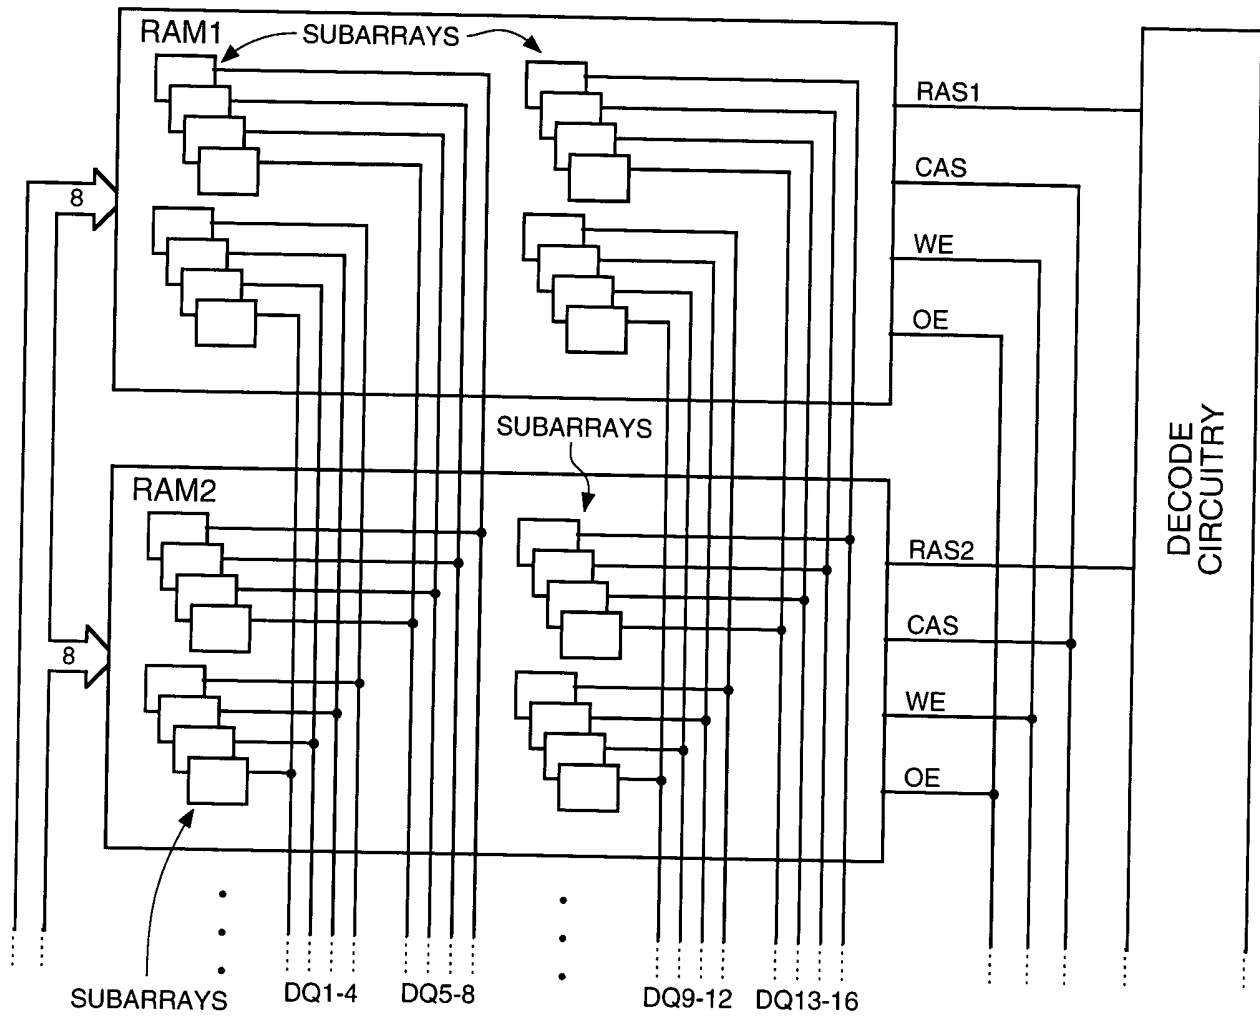 RAM1
SUBARRAYS
RAS1
CAS
8
WE
OE
SUBARRAYS
DECODE
CIRCUITRY
RAM2
RAS2
CAS
8
WE
OE
SUBARRAYS
DQ1-4
DQ5-8
DQ9-12
DQ13-16